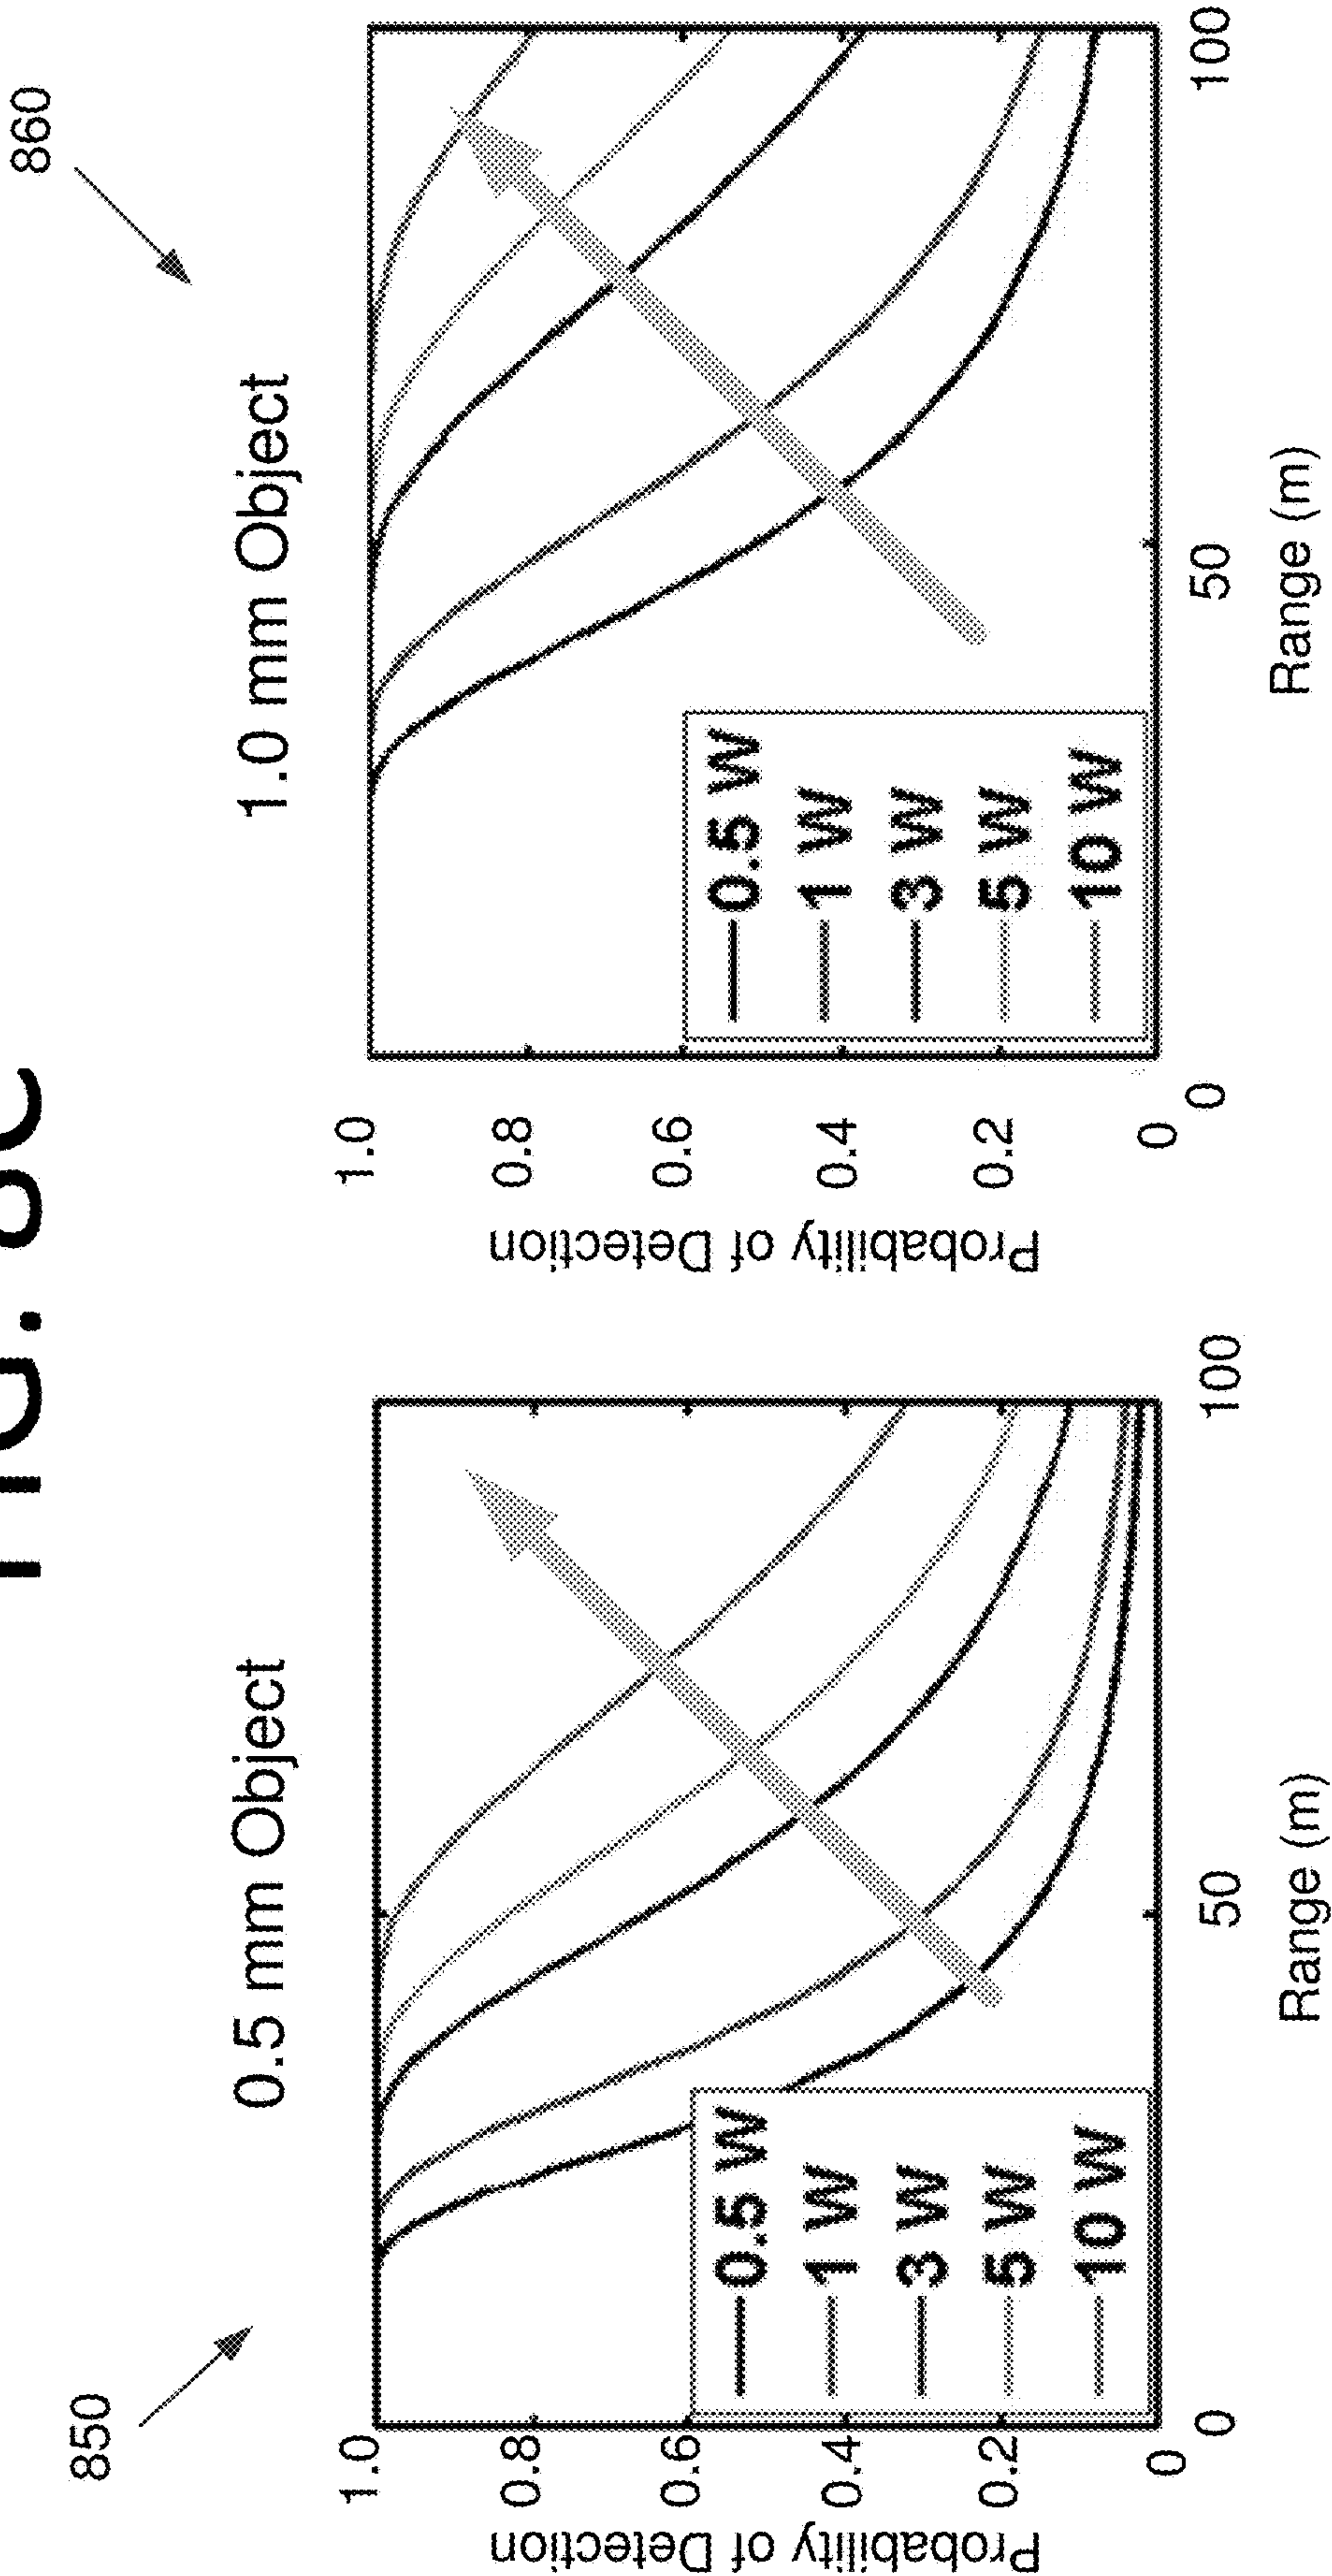 FIG. 8C
850
0.5 mm Object
Probability of Detection
1.0
0.8
0.6
0.4
0.2
0
0.5 W
1 W
3 W
5 W
10 W
0
50
100
Range (m)
860
1.0 mm Object
Probability of Detection
1.0
0.8
0.6
0.4
0.2
0
0.5 W
1 W
3 W
5 W
10 W
0
50
100
Range (m)